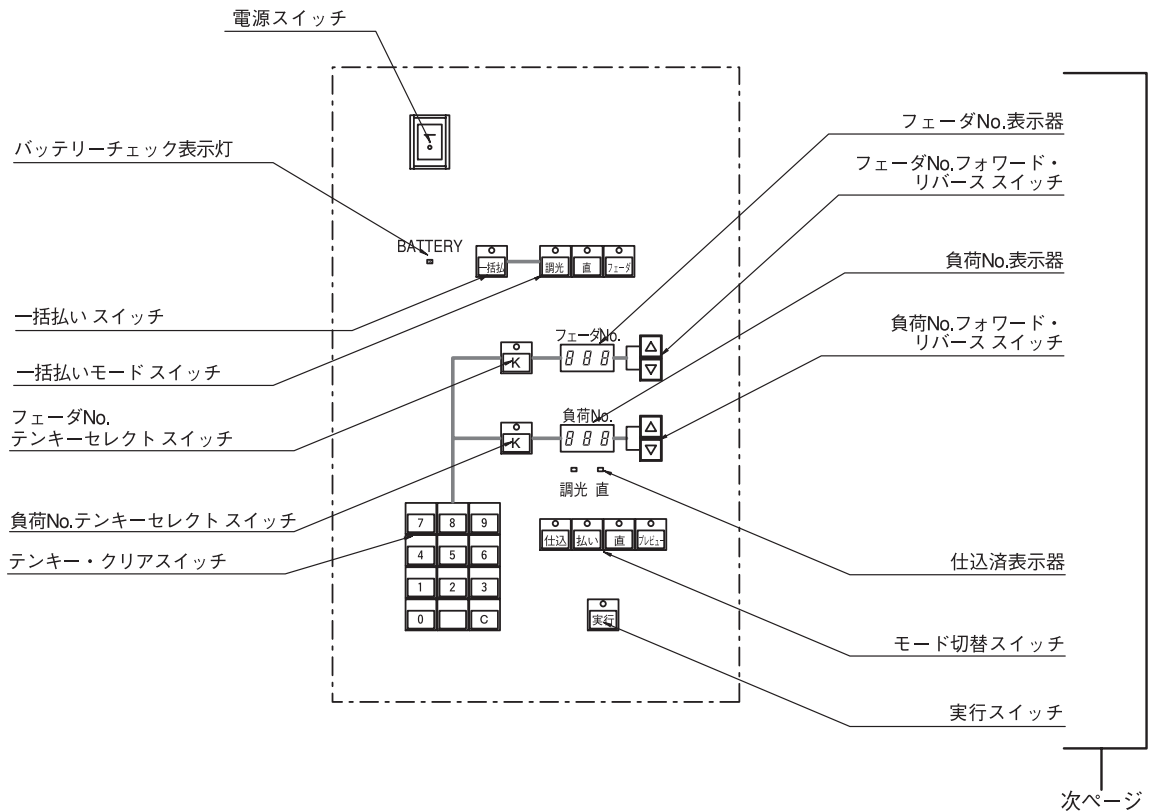 電源スイッチ
バッテリーチェック表示灯
BATTERY
一括払
調光
直
フェーダ
フェーダNo.表示器
フェーダNo.フォワード・
リバース スイッチ
負荷No.表示器
負荷No.フォワード・
リバース スイッチ
一括払い スイッチ
一括払いモード スイッチ
フェーダNo.
テンキーセレクト スイッチ
負荷No.テンキーセレクト スイッチ
テンキー・クリアスイッチ
フェーダNo.
K
8 8 8
△
▽
負荷No.
K
8 8 8
△
▽
調光 直
7 8 9
4 5 6
1 2 3
0 C
仕込
払い
直
プレビュー
実行
仕込済表示器
モード切替スイッチ
実行スイッチ
次ページ